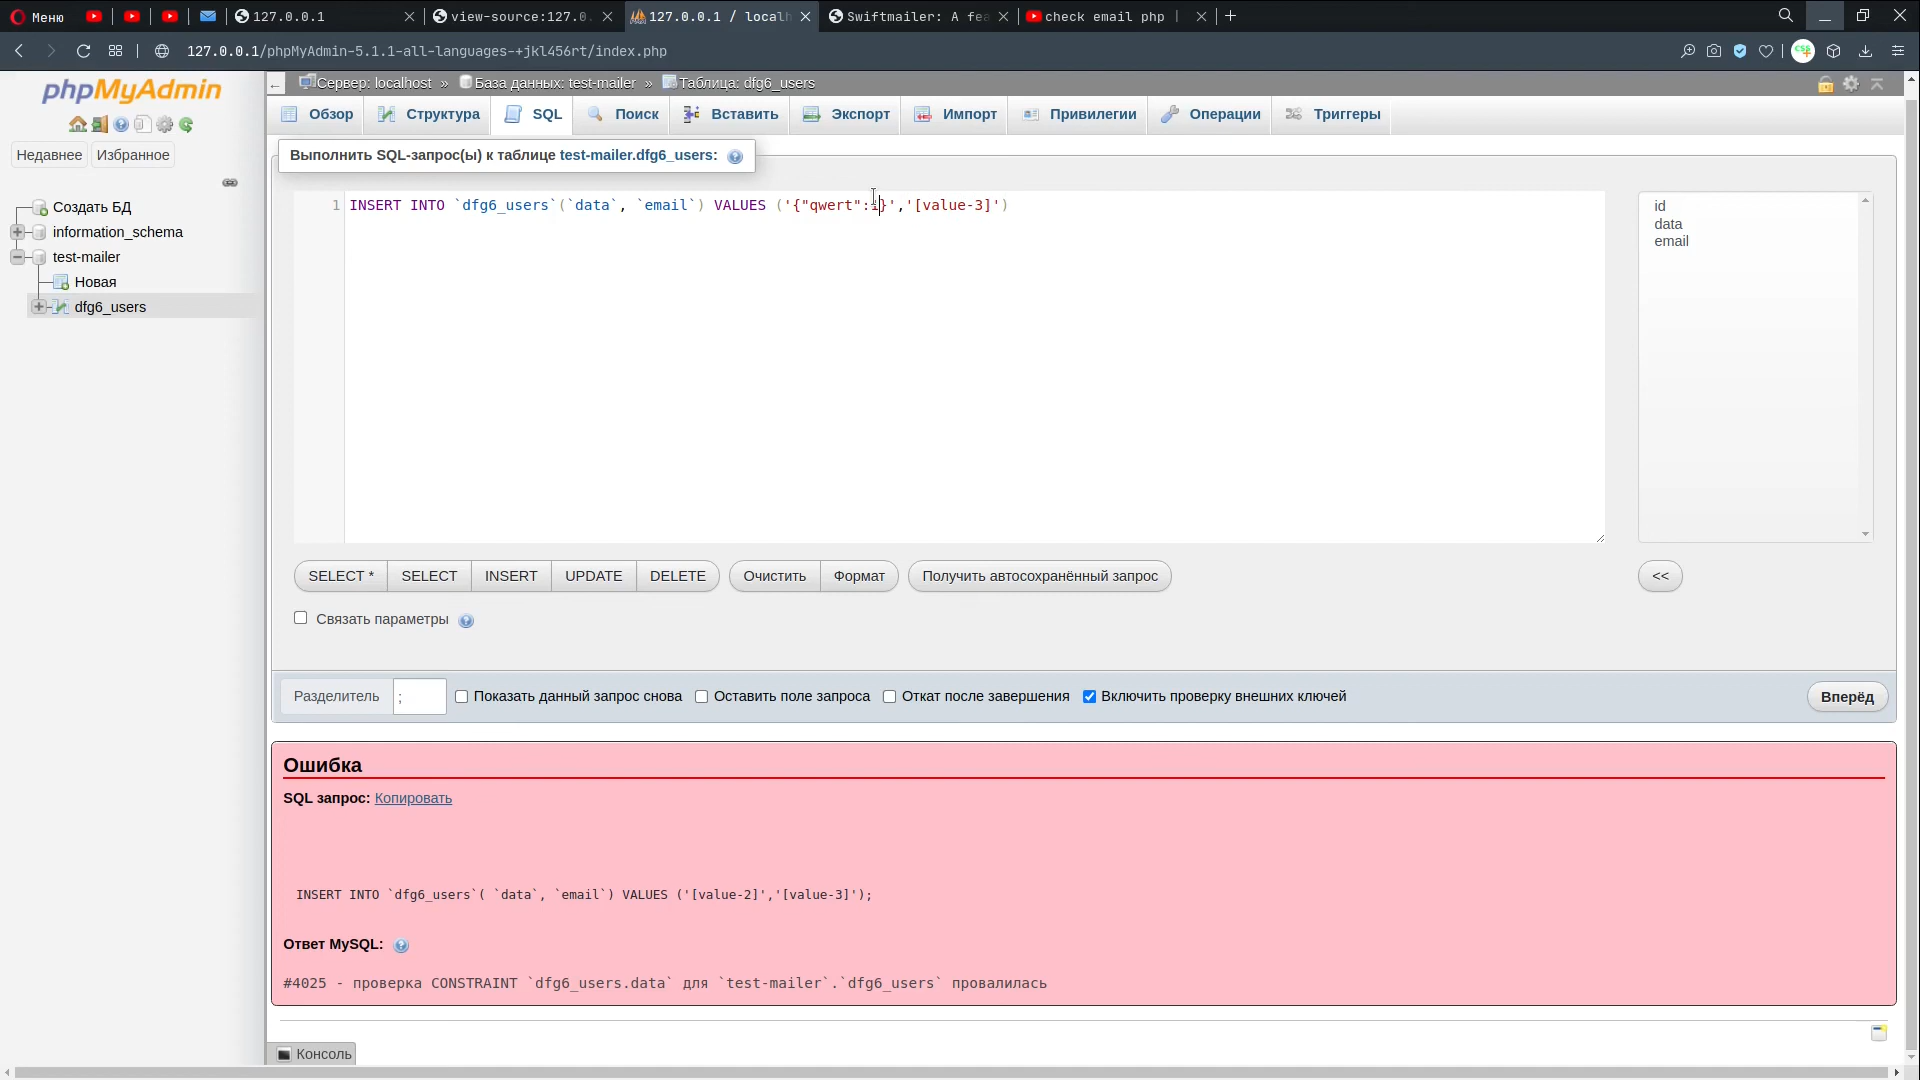 Меню
127.0.0.1
view-source:127.0.
127.0.0.1 / localh
Swiftmailer: A fea
check email php |
127.0.0.1/phpMyAdmin-5.1.1-all-languages-+jkl456rt/index.php
phpMyAdmin
Недавнее
Избранное
Создать БД
information_schema
test-mailer
Новая
dfg6_users
Сервер: localhost » База данных: test-mailer » Таблица: dfg6_users
Обзор
Структура
SQL
Поиск
Вставить
Экспорт
Импорт
Привилегии
Операции
Триггеры
Выполнить SQL-запрос(ы) к таблице test-mailer.dfg6_users:
1
INSERT INTO `dfg6_users`(`data`, `email`) VALUES ('{"qwert":1}','[value-3]')
id
data
email
SELECT *
SELECT
INSERT
UPDATE
DELETE
Очистить
Формат
Получить автосохранённый запрос
<<
Связать параметры
Разделитель
;
Показать данный запрос снова
Оставить поле запроса
Откат после завершения
Включить проверку внешних ключей
Вперёд
Ошибка
SQL запрос: Копировать
INSERT INTO `dfg6_users`( `data`, `email`) VALUES ('[value-2]','[value-3]');
Ответ MySQL:
#4025 - проверка CONSTRAINT `dfg6_users.data` для `test-mailer`.`dfg6_users` провалилась
Консоль